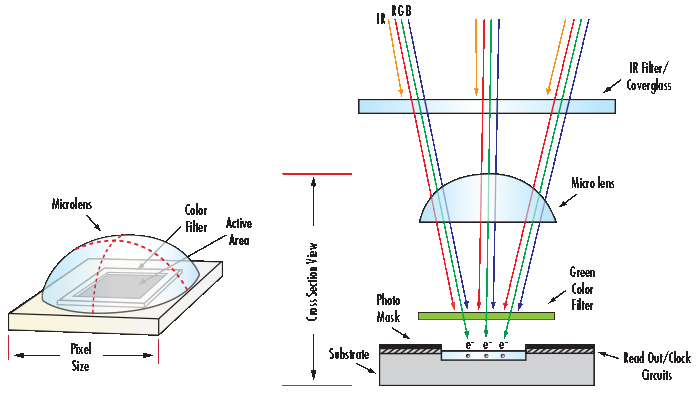 Microlens
Color
Filter
Active
Area
Pixel
Size
IR RGB
IR Filter/
Coverglass
Micro lens
Cross Section View
Green
Color
Filter
Photo
Mask
Substrate
e⁻ e⁻ e⁻
Read Out/Clock
Circuits